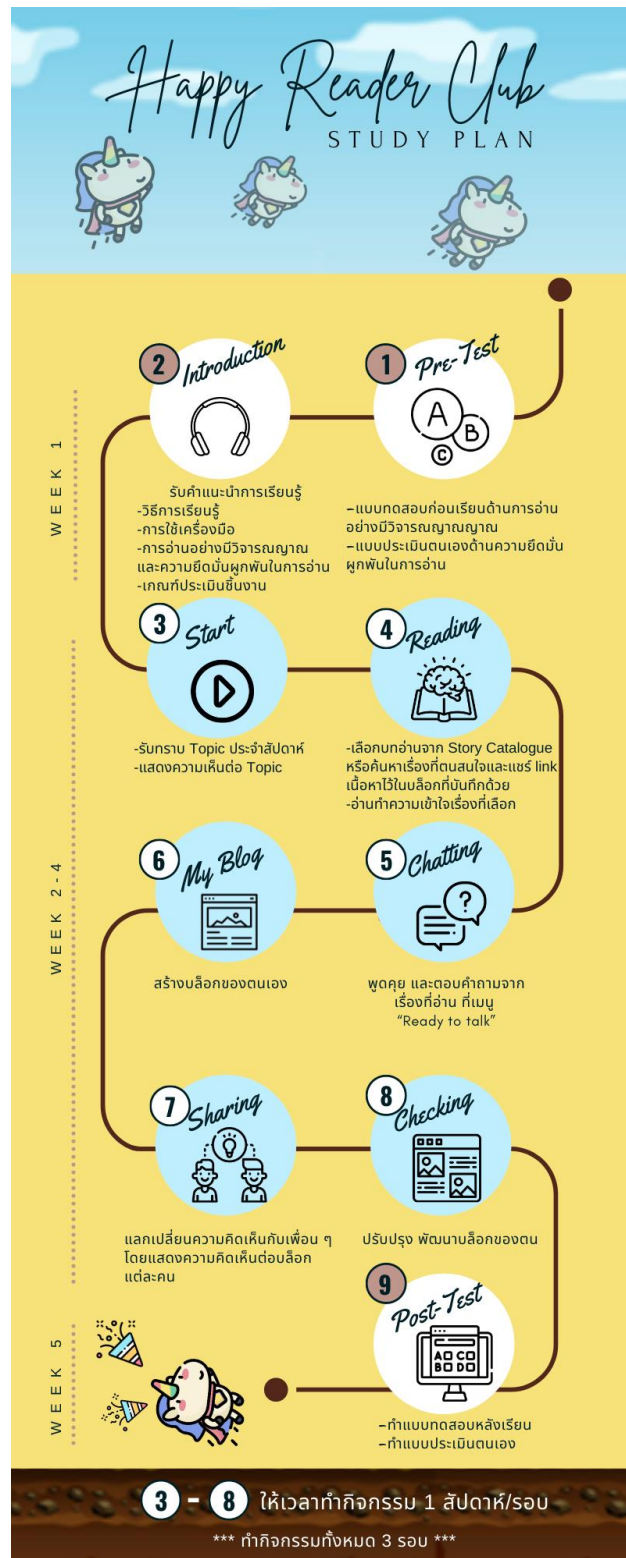 Happy Reader Club
STUDY PLAN
WEEK 1
1
Pre-Test
A
B
C
–แบบทดสอบก่อนเรียนด้านการอ่าน
อย่างมีวิจารณญาณญาณ
–แบบประเมินตนเองด้านความยึดมั่น
ผูกพันในการอ่าน
2
Introduction
รับคำแนะนำการเรียนรู้
-วิธีการเรียนรู้
-การใช้เครื่องมือ
-การอ่านอย่างมีวิจารณญาณ
และความยึดมั่นผูกพันในการอ่าน
-เกณฑ์ประเมินชิ้นงาน
WEEK 2-4
3
Start
-รับทราบ Topic ประจำสัปดาห์
-แสดงความเห็นต่อ Topic
4
Reading
-เลือกบทอ่านจาก Story Catalogue
หรือค้นหาเรื่องที่ตนสนใจและแชร์ link
เนื้อหาไว้ในบล็อกที่บันทึกด้วย
-อ่านทำความเข้าใจเรื่องที่เลือก
5
Chatting
?
พูดคุย และตอบคำถามจาก
เรื่องที่อ่าน ที่เมนู
“Ready to talk”
6
My Blog
สร้างบล็อกของตนเอง
7
Sharing
แลกเปลี่ยนความคิดเห็นกับเพื่อน ๆ
โดยแสดงความคิดเห็นต่อบล็อก
แต่ละคน
8
Checking
ปรับปรุง พัฒนาบล็อกของตน
WEEK 5
9
Post-Test
A C
B D
–ทำแบบทดสอบหลังเรียน
–ทำแบบประเมินตนเอง
3 - 8 ให้เวลาทำกิจกรรม 1 สัปดาห์/รอบ
*** ทำกิจกรรมทั้งหมด 3 รอบ ***